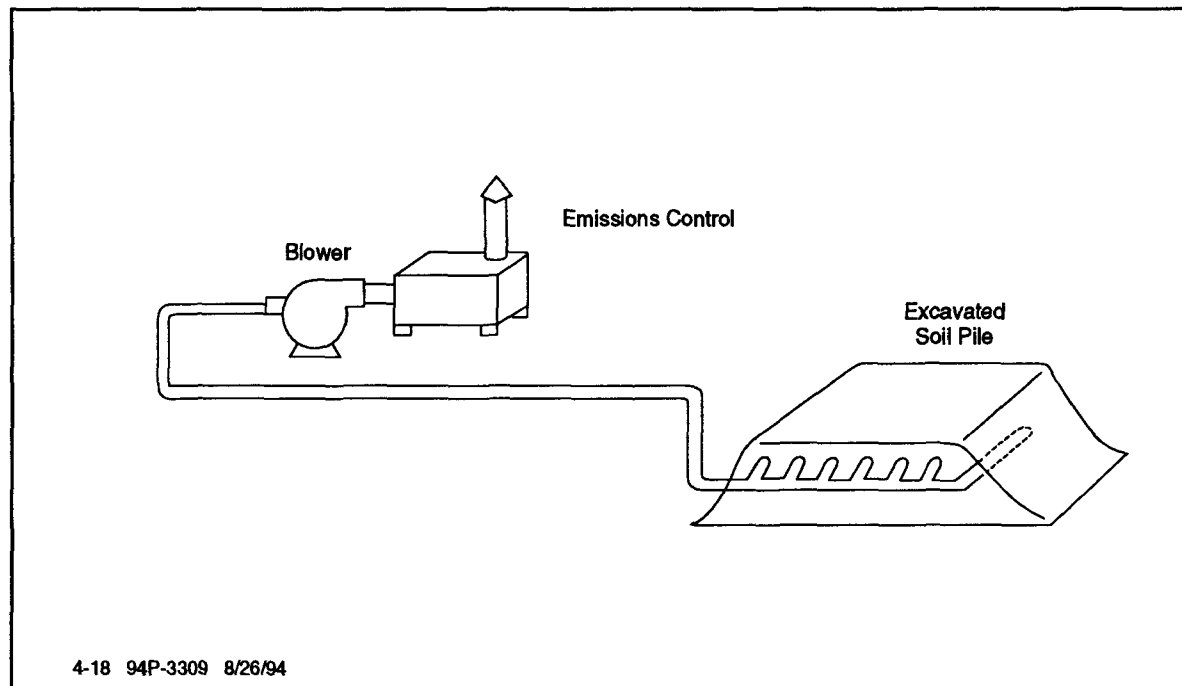 Emissions Control
Blower
Excavated
Soil Pile
4-18 94P-3309 8/26/94